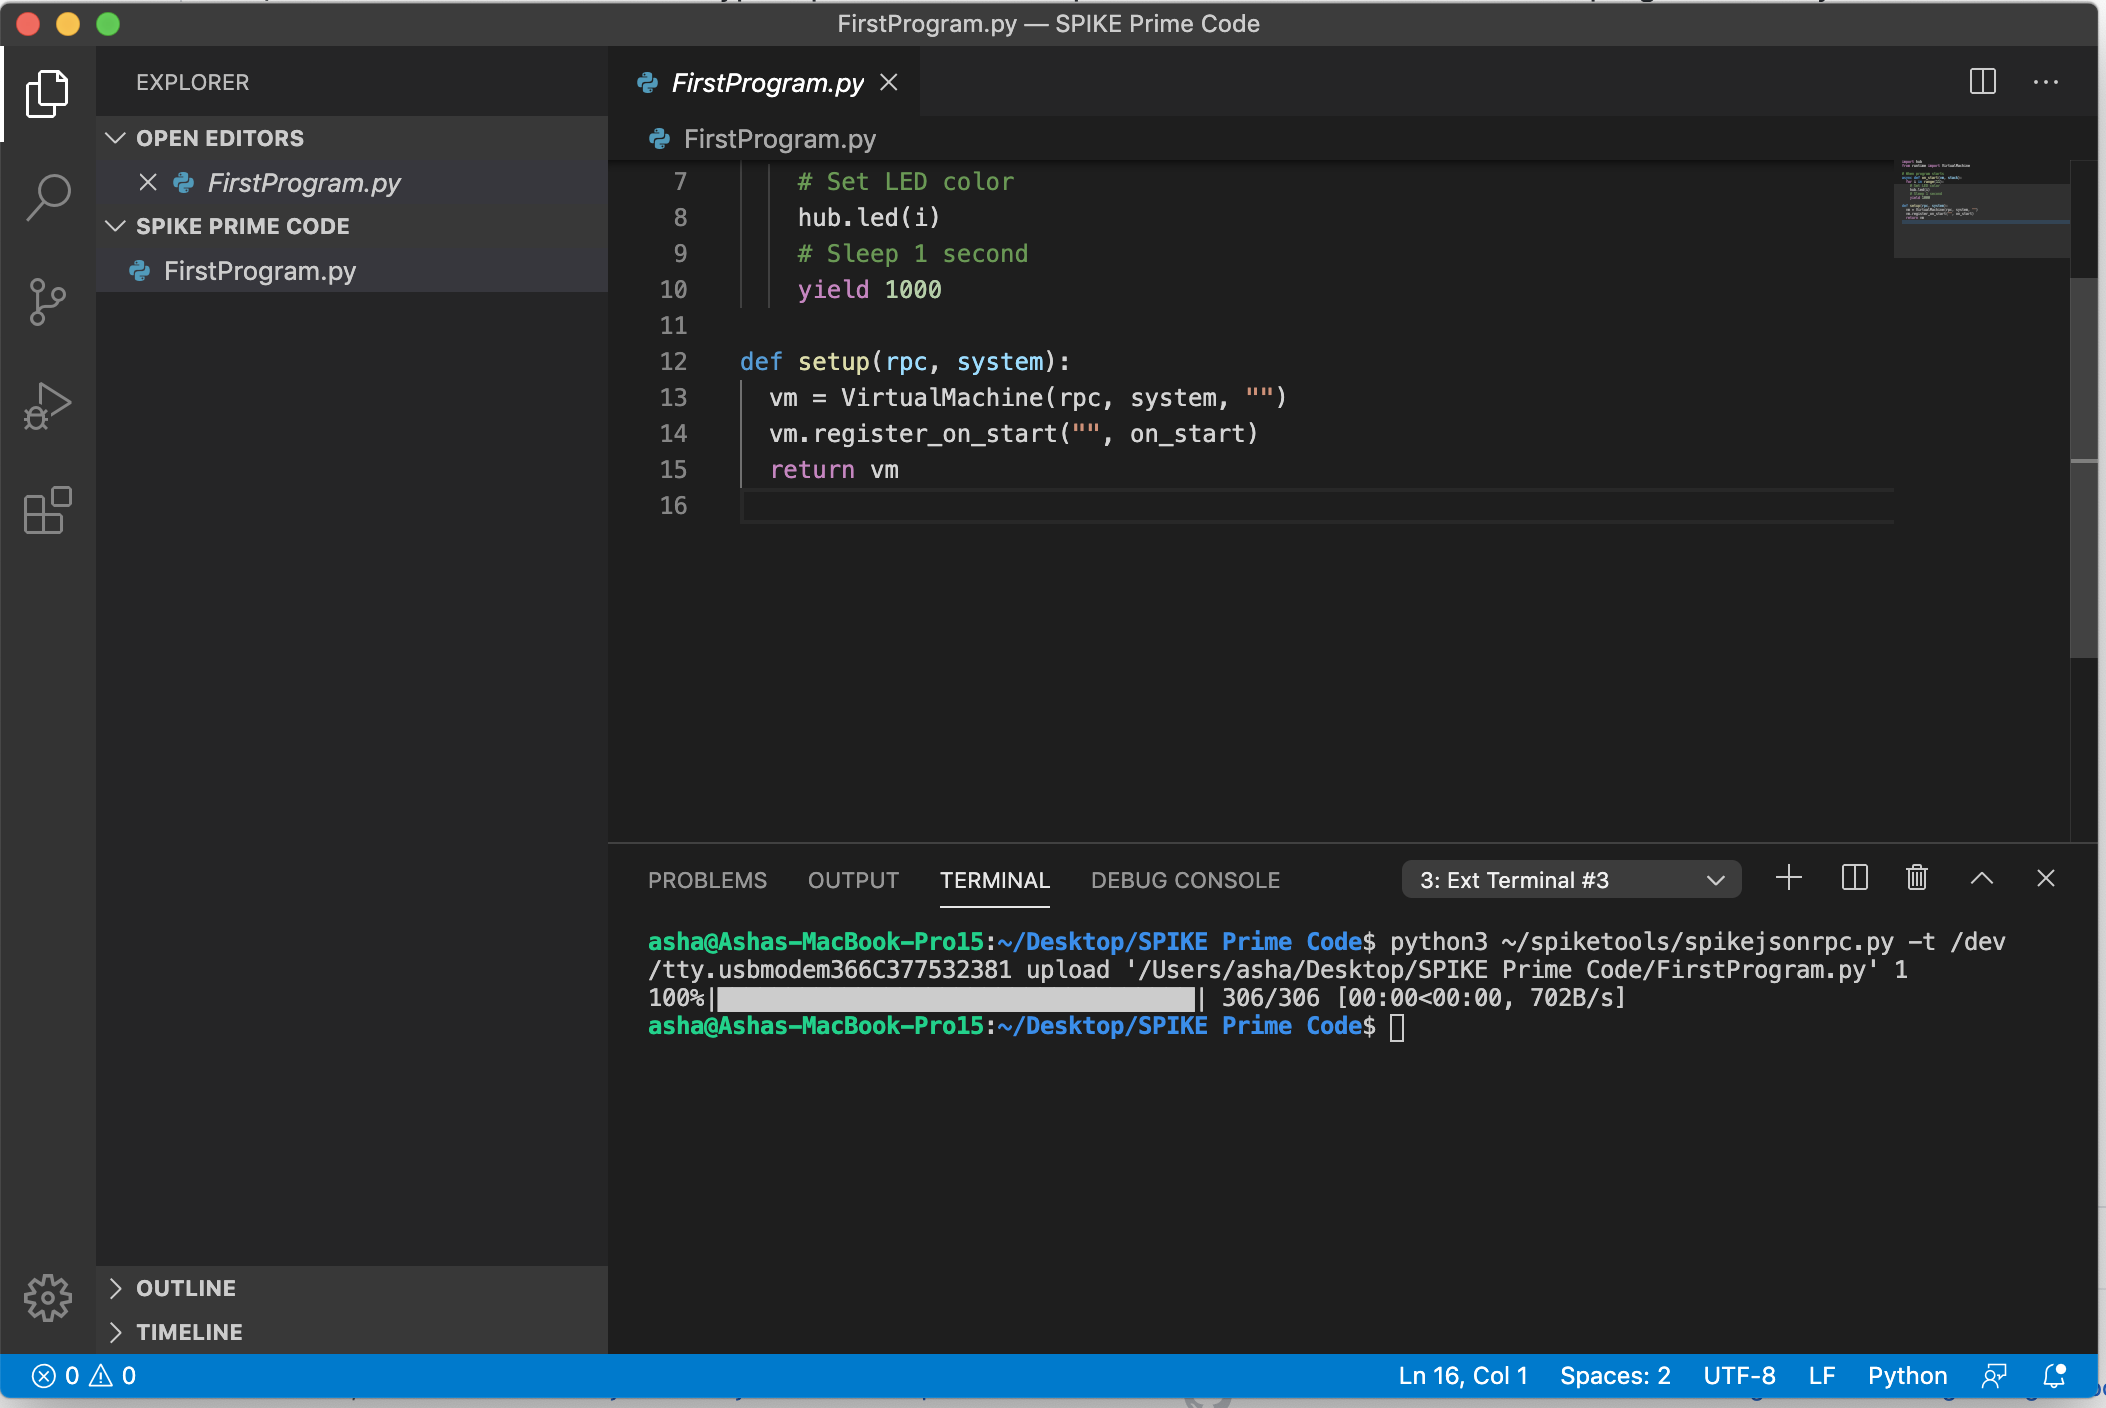 FirstProgram.py — SPIKE Prime Code
EXPLORER
OPEN EDITORS
FirstProgram.py
SPIKE PRIME CODE
FirstProgram.py
FirstProgram.py
FirstProgram.py
7 # Set LED color
8 hub.led(i)
9 # Sleep 1 second
10 yield 1000
11
12 def setup(rpc, system):
13 vm = VirtualMachine(rpc, system, "")
14 vm.register_on_start("", on_start)
15 return vm
16
PROBLEMS OUTPUT TERMINAL DEBUG CONSOLE 3: Ext Terminal #3
asha@Ashas-MacBook-Pro15:~/Desktop/SPIKE Prime Code$ python3 ~/spiketools/spikejsonrpc.py -t /dev
/tty.usbmodem366C377532381 upload '/Users/asha/Desktop/SPIKE Prime Code/FirstProgram.py' 1
100%| | 306/306 [00:00<00:00, 702B/s]
asha@Ashas-MacBook-Pro15:~/Desktop/SPIKE Prime Code$
OUTLINE
TIMELINE
0 0 Ln 16, Col 1 Spaces: 2 UTF-8 LF Python